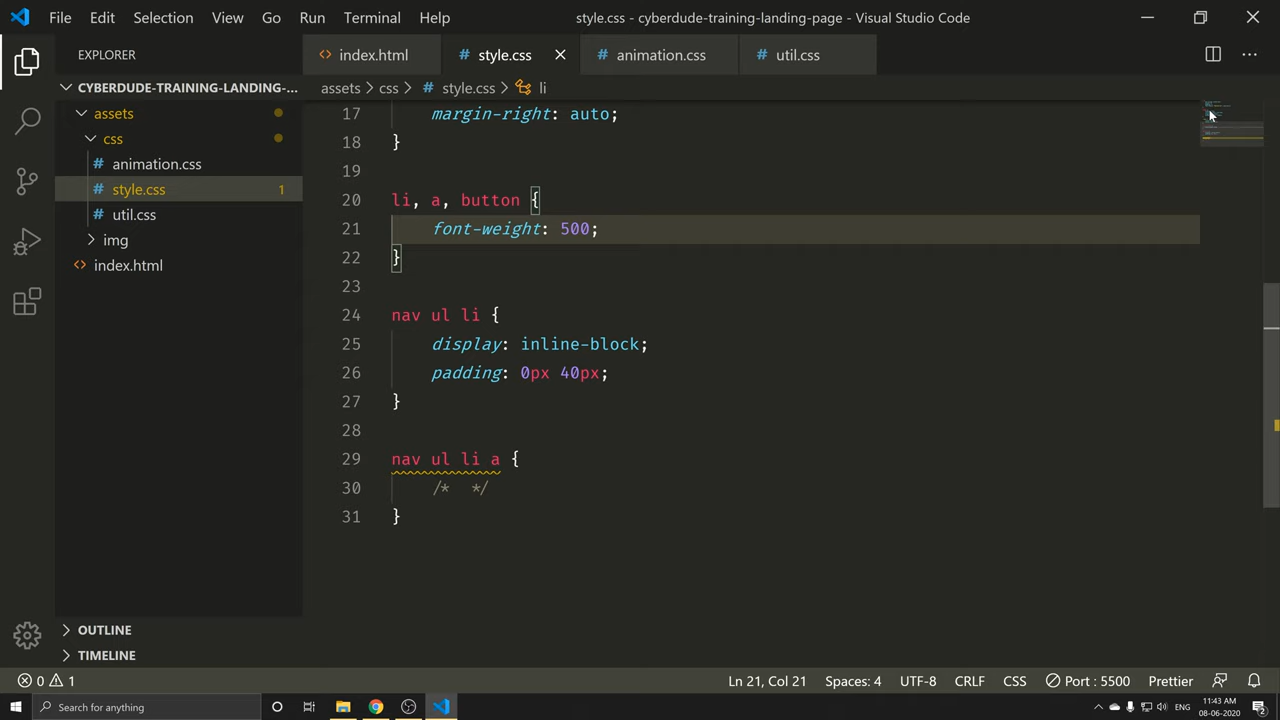 File Edit Selection View Go Run Terminal Help
style.css - cyberdude-training-landing-page - Visual Studio Code
EXPLORER
CYBERDUDE-TRAINING-LANDING-...
assets
css
# animation.css
# style.css 1
# util.css
img
<> index.html
OUTLINE
TIMELINE
<> index.html # style.css # animation.css # util.css
assets > css > # style.css > li
17 margin-right: auto;
18 }
19
20 li, a, button {
21 font-weight: 500;
22 }
23
24 nav ul li {
25 display: inline-block;
26 padding: 0px 40px;
27 }
28
29 nav ul li a {
30 /*  */
31 }
0 1 Ln 21, Col 21 Spaces: 4 UTF-8 CRLF CSS Port : 5500 Prettier
Search for anything
ENG
11:43 AM
08-06-2020
2